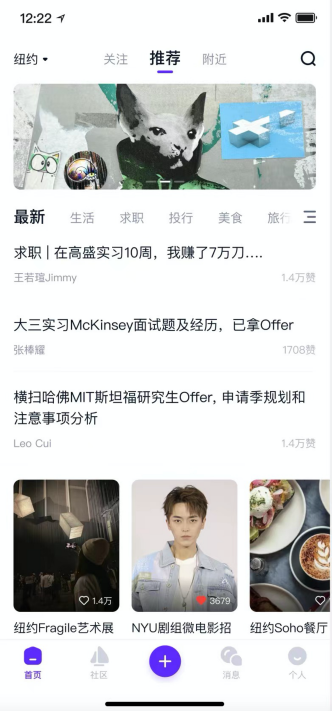 12:22
纽约 关注 推荐 附近
最新 生活 求职 投行 美食 旅行
求职 | 在高盛实习10周，我赚了7万刀....
王若瑄Jimmy 1.4万赞
大三实习McKinsey面试题及经历，已拿Offer
张棒耀 1708赞
横扫哈佛MIT斯坦福研究生Offer, 申请季规划和
注意事项分析
Leo Cui 1.4万赞
1.4万 3679
纽约Fragile艺术展 NYU剧组微电影招 纽约Soho餐厅
首页 社区 消息 个人